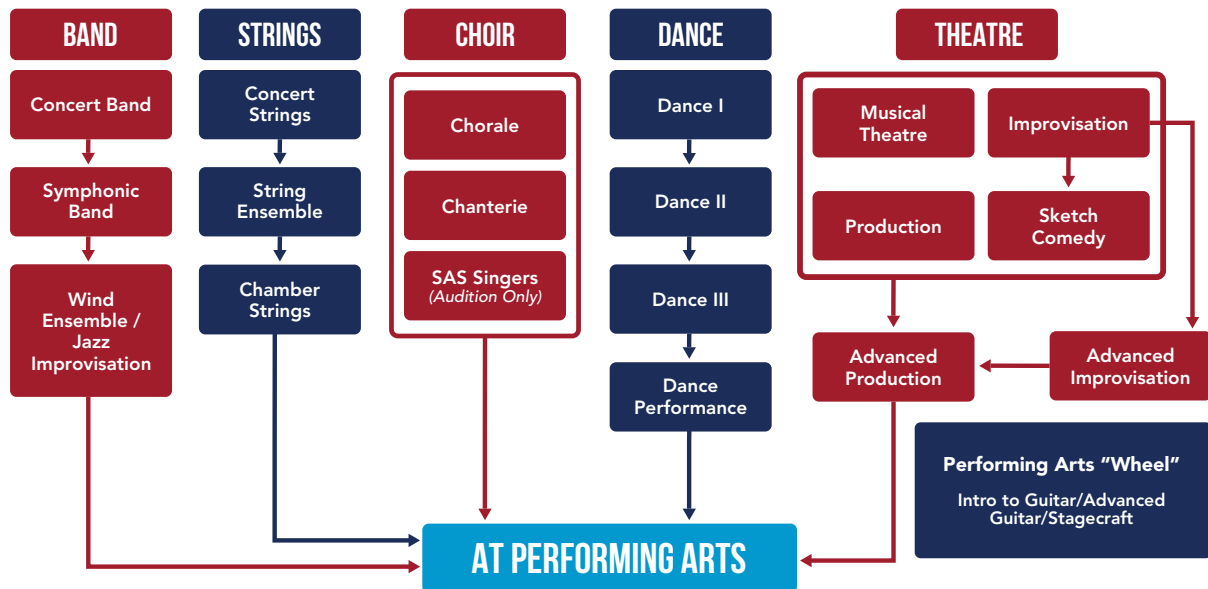 BAND
Concert Band
Symphonic
Band
Wind
Ensemble /
Jazz
Improvisation
STRINGS
Concert
Strings
String
Ensemble
Chamber
Strings
CHOIR
Chorale
Chanterie
SAS Singers
(Audition Only)
DANCE
Dance I
Dance II
Dance III
Dance
Performance
THEATRE
Musical
Theatre
Improvisation
Production
Sketch
Comedy
Advanced
Production
Advanced
Improvisation
Performing Arts "Wheel"
Intro to Guitar/Advanced
Guitar/Stagecraft
AT PERFORMING ARTS